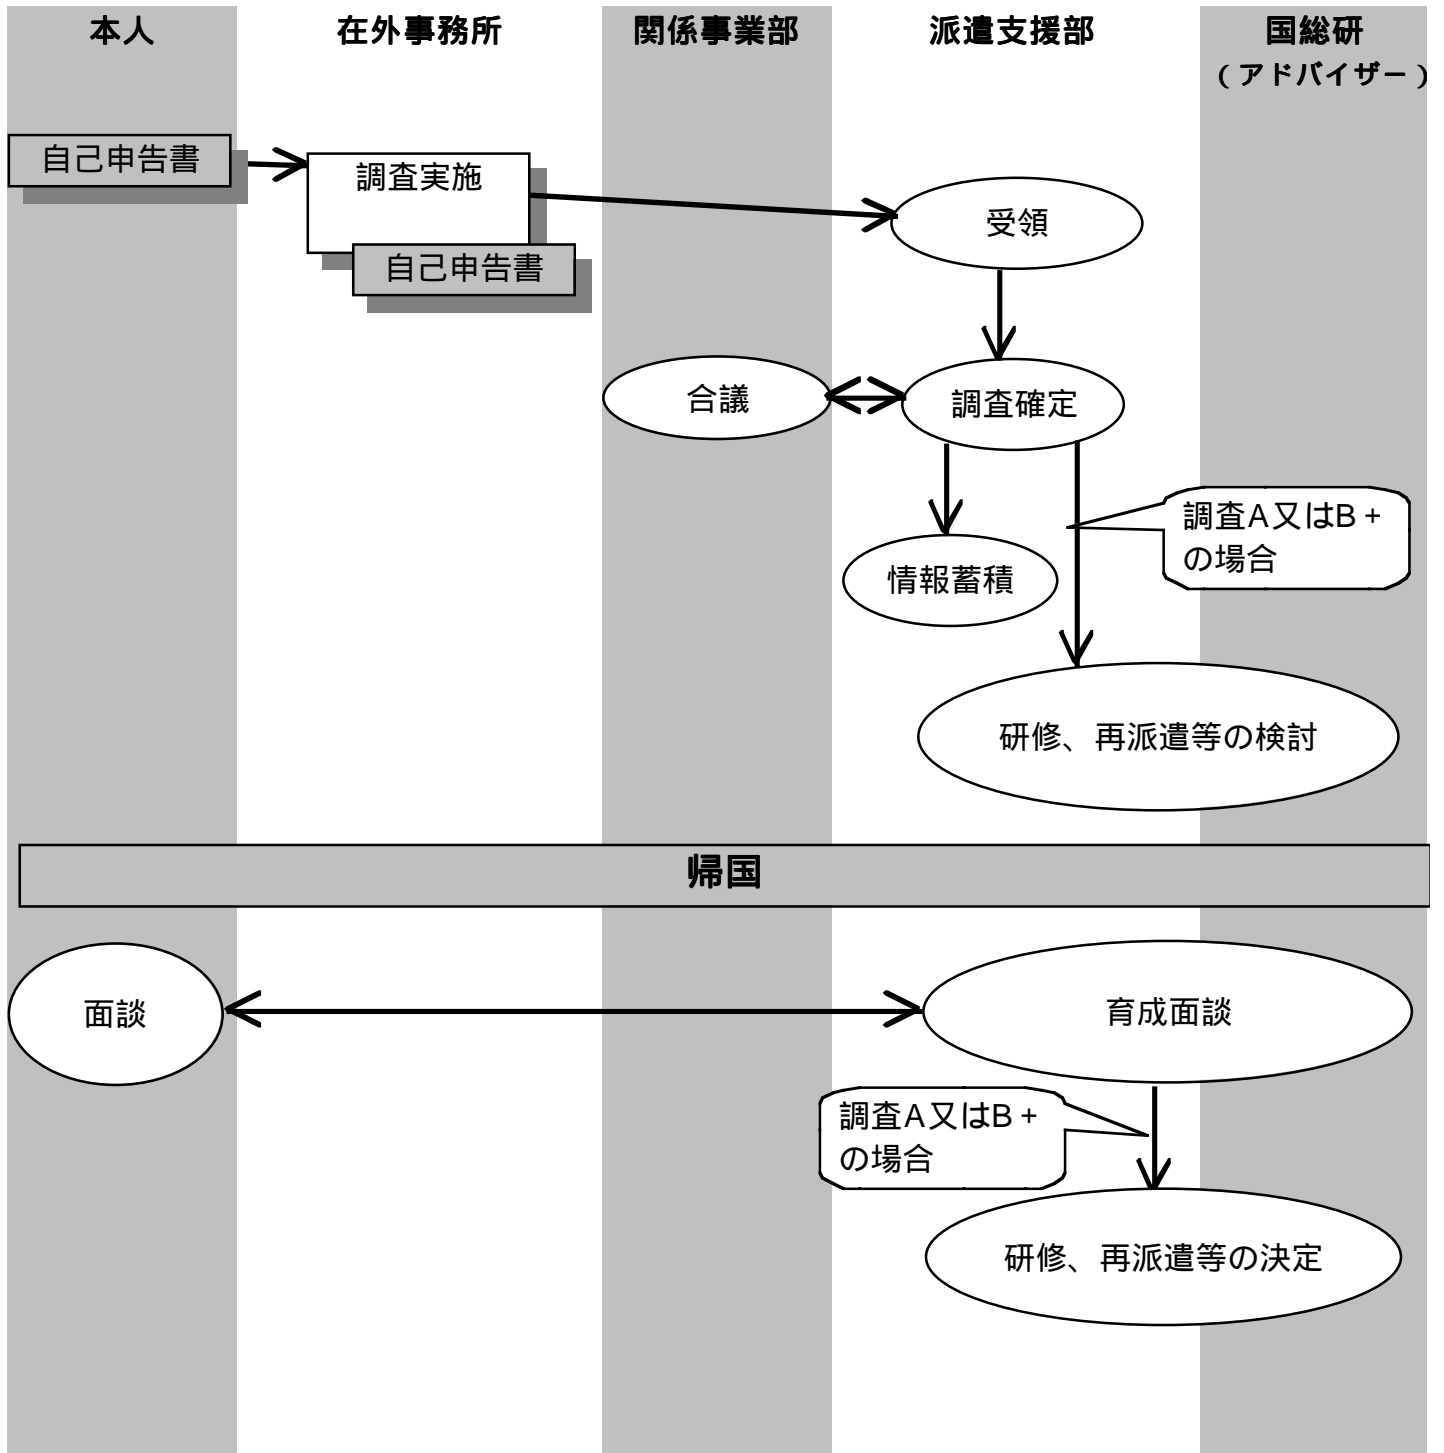 本人
在外事務所
関係事業部
派遣支援部
国総研
(アドバイザー)
自己申告書
調査実施
自己申告書
受領
合議
調査確定
調査A又はB+
の場合
情報蓄積
研修、再派遣等の検討
帰国
面談
育成面談
調査A又はB+
の場合
研修、再派遣等の決定